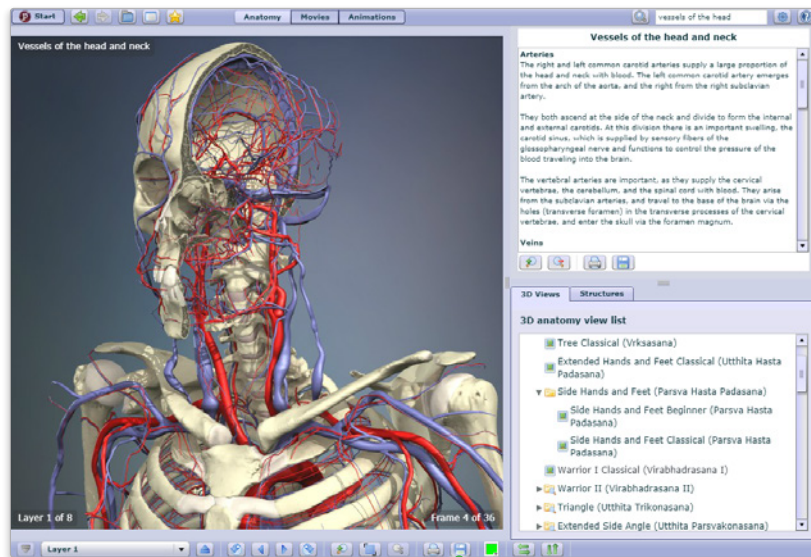 Start
Anatomy
Movies
Animations
vessels of the head
Vessels of the head and neck
Vessels of the head and neck
Arteries
The right and left common carotid arteries supply a large proportion of
the head and neck with blood. The left common carotid artery emerges
from the arch of the aorta, and the right from the right subclavian
artery.
They both ascend at the side of the neck and divide to form the internal
and external carotids. At this division there is an important swelling, the
carotid sinus, which is supplied by sensory fibers of the
glossopharyngeal nerve and functions to control the pressure of the
blood traveling into the brain.
The vertebral arteries are important, as they supply the cervical
vertebrae, the cerebellum, and the spinal cord with blood. They arise
from the subclavian arteries, and travel to the base of the brain via the
holes (transverse foramen) in the transverse processes of the cervical
vertebrae, and enter the skull via the foramen magnum.
Veins
3D Views
Structures
3D anatomy view list
Tree Classical (Vrksasana)
Extended Hands and Feet Classical (Utthita Hasta
Padasana)
Side Hands and Feet (Parsva Hasta Padasana)
Side Hands and Feet Beginner (Parsva Hasta
Padasana)
Side Hands and Feet Classical (Parsva Hasta
Padasana)
Warrior I Classical (Virabhadrasana I)
Warrior II (Virabhadrasana II)
Triangle (Utthita Trikonasana)
Extended Side Angle (Utthita Parsvakonasana)
Layer 1 of 8
Frame 4 of 36
Layer 1